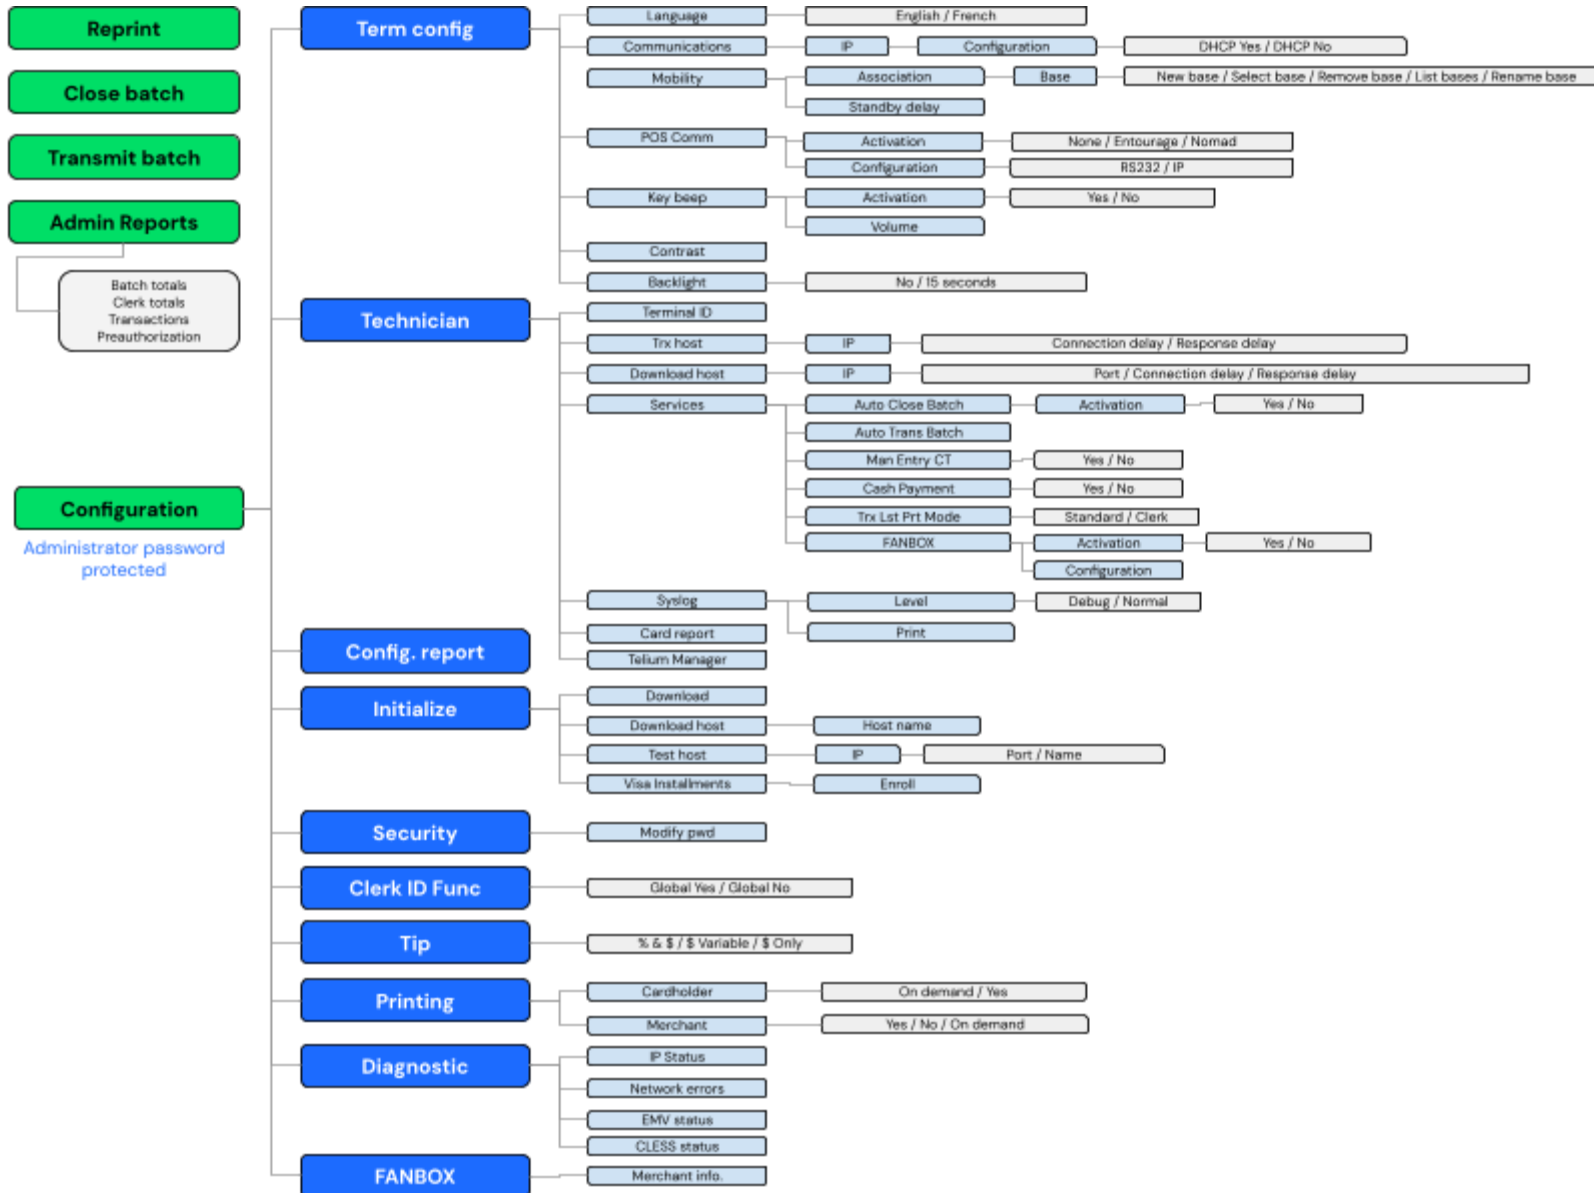 Reprint
Close batch
Transmit batch
Admin Reports
Batch totals
Clerk totals
Transactions
Preauthorization
Configuration
Administrator password
protected
Term config
Language
English / French
Communications
IP
Configuration
DHCP Yes / DHCP No
Mobility
Association
Base
New base / Select base / Remove base / List bases / Rename base
Standby delay
POS Comm
Activation
None / Entourage / Nomad
Configuration
RS232 / IP
Key beep
Activation
Yes / No
Volume
Contrast
Backlight
No / 15 seconds
Technician
Terminal ID
Trx host
IP
Connection delay / Response delay
Download host
IP
Port / Connection delay / Response delay
Services
Auto Close Batch
Activation
Yes / No
Auto Trans Batch
Man Entry CT
Yes / No
Cash Payment
Yes / No
Trx Lst Prt Mode
Standard / Clerk
FANBOX
Activation
Yes / No
Configuration
Syslog
Level
Debug / Normal
Print
Card report
Telium Manager
Config. report
Initialize
Download
Download host
Host name
Test host
IP
Port / Name
Visa Installments
Enroll
Security
Modify pwd
Clerk ID Func
Global Yes / Global No
Tip
% & $ / $ Variable / $ Only
Printing
Cardholder
On demand / Yes
Merchant
Yes / No / On demand
Diagnostic
IP Status
Network errors
EMV status
CLESS status
FANBOX
Merchant info.